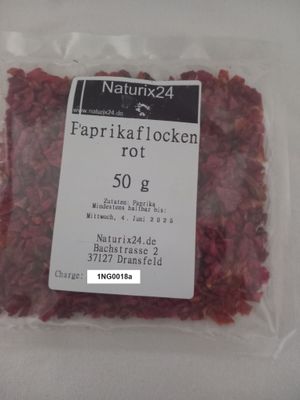 Naturix24
www.naturix24.de
Paprikaflocken
rot
50 g
Zutaten: Paprika
Mindestens haltbar bis:
Mittwoch, 4. Juni 2025
Naturix24.de
Bachstrasse 2
37127 Dransfeld
Charge: 1NG0018a